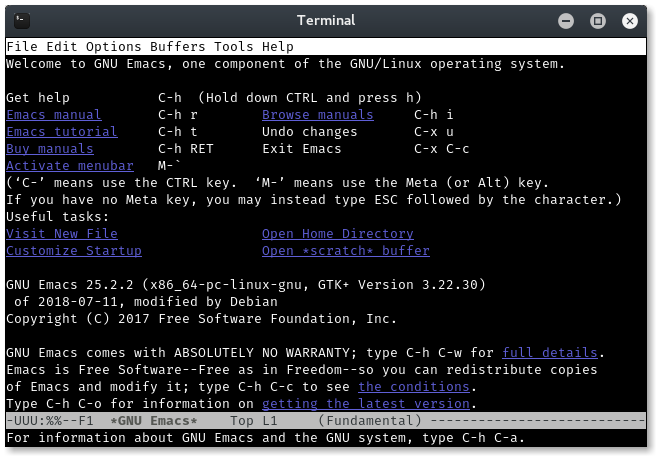 Terminal
File Edit Options Buffers Tools Help
Welcome to GNU Emacs, one component of the GNU/Linux operating system.
Get help C-h (Hold down CTRL and press h)
Emacs manual C-h r Browse manuals C-h i
Emacs tutorial C-h t Undo changes C-x u
Buy manuals C-h RET Exit Emacs C-x C-c
Activate menubar M-`
(‘C-’ means use the CTRL key. ‘M-’ means use the Meta (or Alt) key.
If you have no Meta key, you may instead type ESC followed by the character.)
Useful tasks:
Visit New File Open Home Directory
Customize Startup Open *scratch* buffer
GNU Emacs 25.2.2 (x86_64-pc-linux-gnu, GTK+ Version 3.22.30)
of 2018-07-11, modified by Debian
Copyright (C) 2017 Free Software Foundation, Inc.
GNU Emacs comes with ABSOLUTELY NO WARRANTY; type C-h C-w for full details.
Emacs is Free Software--Free as in Freedom--so you can redistribute copies
of Emacs and modify it; type C-h C-c to see the conditions.
Type C-h C-o for information on getting the latest version.
-UUU:%%--F1 *GNU Emacs* Top L1 (Fundamental) ---------------------------
For information about GNU Emacs and the GNU system, type C-h C-a.